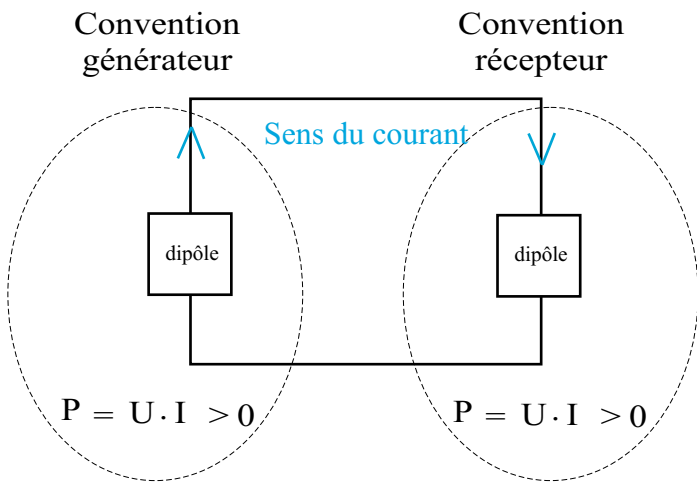 Convention
générateur
Convention
récepteur
Sens du courant
dipôle
dipôle
P = U · I > 0
P = U · I > 0